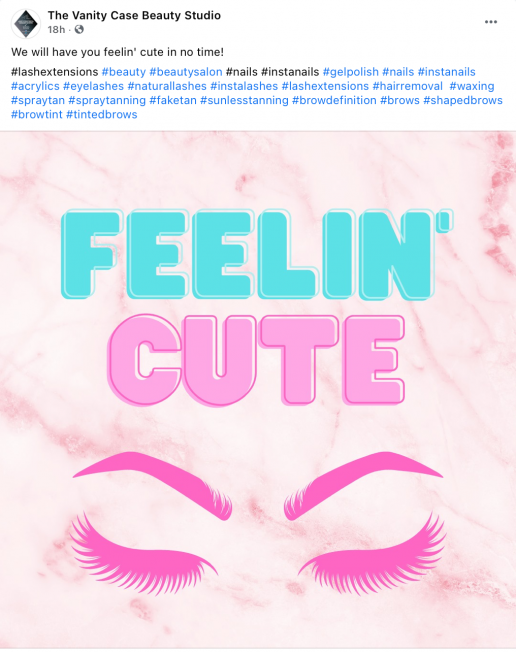 The Vanity Case Beauty Studio
18h ·
We will have you feelin' cute in no time!
#lashextensions #beauty #beautysalon #nails #instanails #gelpolish #nails #instanails
#acrylics #eyelashes #naturallashes #instalashes #lashextensions #hairremoval #waxing
#spraytan #spraytanning #faketan #sunlesstanning #browdefinition #brows #shapedbrows
#browtint #tintedbrows
FEELIN'
CUTE